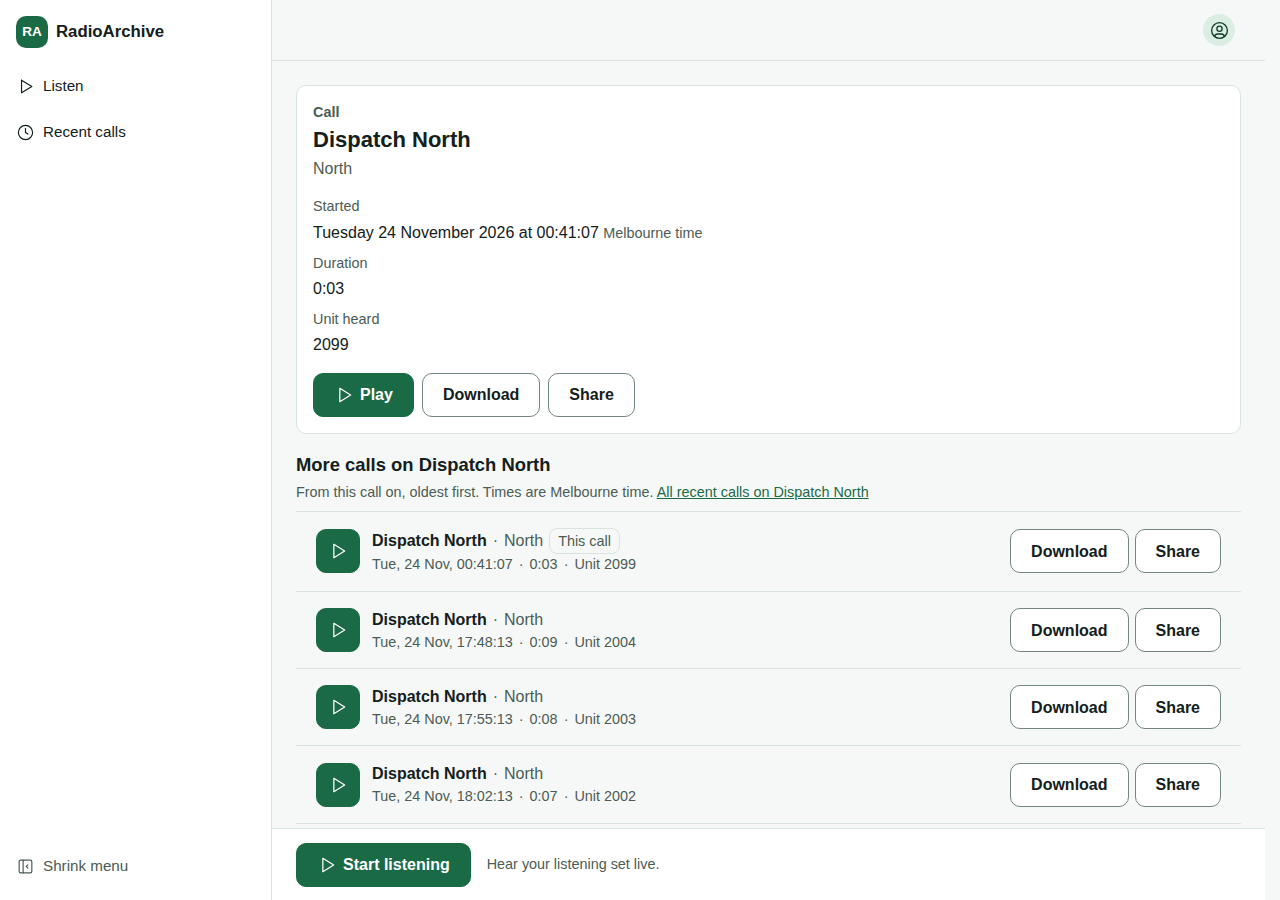 RA RadioArchive
Listen
Recent calls
Shrink menu
Call
Dispatch North
North
Started
Tuesday 24 November 2026 at 00:41:07 Melbourne time
Duration
0:03
Unit heard
2099
Play Download Share
More calls on Dispatch North
From this call on, oldest first. Times are Melbourne time. All recent calls on Dispatch North
Dispatch North · North This call
Tue, 24 Nov, 00:41:07 · 0:03 · Unit 2099
Download Share
Dispatch North · North
Tue, 24 Nov, 17:48:13 · 0:09 · Unit 2004
Download Share
Dispatch North · North
Tue, 24 Nov, 17:55:13 · 0:08 · Unit 2003
Download Share
Dispatch North · North
Tue, 24 Nov, 18:02:13 · 0:07 · Unit 2002
Download Share
Start listening Hear your listening set live.